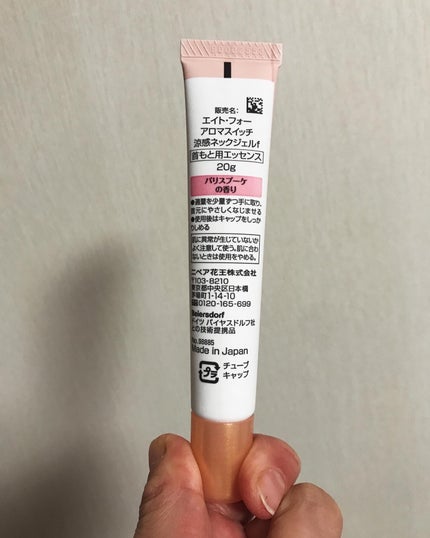 販売名:
エイト・フォー
アロマスイッチ
涼感ネックジェルf
首もと用エッセンス
20g
パリスブーケ
の香り
●適量を少量ずつ手に取り、
首元にやさしくなじませる
●使用後はキャップをしっか
りしめる
肌に異常が生じていないか
よく注意して使う。肌に合わ
ないときは使用をやめる。
ニベア花王株式会社
〒103-8210
東京都中央区日本橋
茅場町1-14-10
0120-165-699
Beiersdorf
ドイツ バイヤスドルフ社
との技術提携品
No.98885
Made in Japan
プラ
チューブ
キャップ